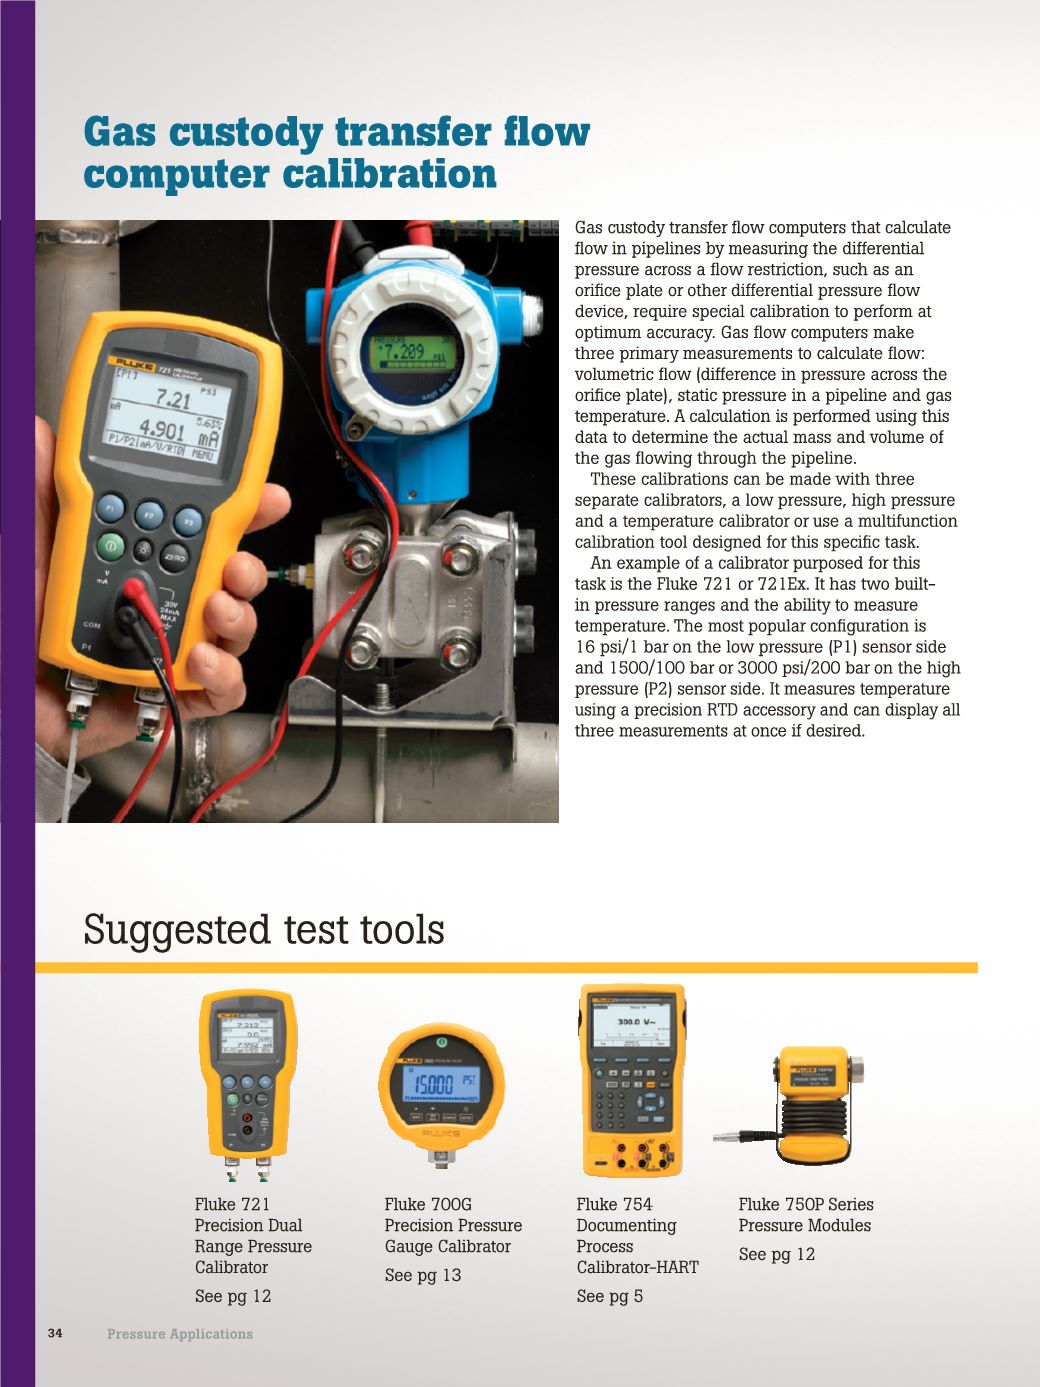 Gas custody transfer flow
computer calibration
Gas custody transfer flow computers that calculate
flow in pipelines by measuring the differential
pressure across a flow restriction, such as an
orifice plate or other differential pressure flow
device, require special calibration to perform at
optimum accuracy. Gas flow computers make
three primary measurements to calculate flow:
volumetric flow (difference in pressure across the
orifice plate), static pressure in a pipeline and gas
temperature. A calculation is performed using this
data to determine the actual mass and volume of
the gas flowing through the pipeline.
These calibrations can be made with three
separate calibrators, a low pressure, high pressure
and a temperature calibrator or use a multifunction
calibration tool designed for this specific task.
An example of a calibrator purposed for this
task is the Fluke 721 or 721Ex. It has two built-
in pressure ranges and the ability to measure
temperature. The most popular configuration is
16 psi/1 bar on the low pressure (P1) sensor side
and 1500/100 bar or 3000 psi/200 bar on the high
pressure (P2) sensor side. It measures temperature
using a precision RTD accessory and can display all
three measurements at once if desired.
PRESSURE
7.209 psi
FLUKE 721 PRESSURE CALIBRATOR
[P1]
psi
7.21
mA 5.63%
4.901 mA
P1/P2 mA/V/RTD MENU
F1 F2 F3
ZERO
V
mA
30V
24mA
MAX
COM
P1 P2
Suggested test tools
300.0 V~
15.000 PSI
FLUKE
Fluke 721
Precision Dual
Range Pressure
Calibrator
See pg 12
Fluke 700G
Precision Pressure
Gauge Calibrator
See pg 13
Fluke 754
Documenting
Process
Calibrator-HART
See pg 5
Fluke 750P Series
Pressure Modules
See pg 12
34 Pressure Applications